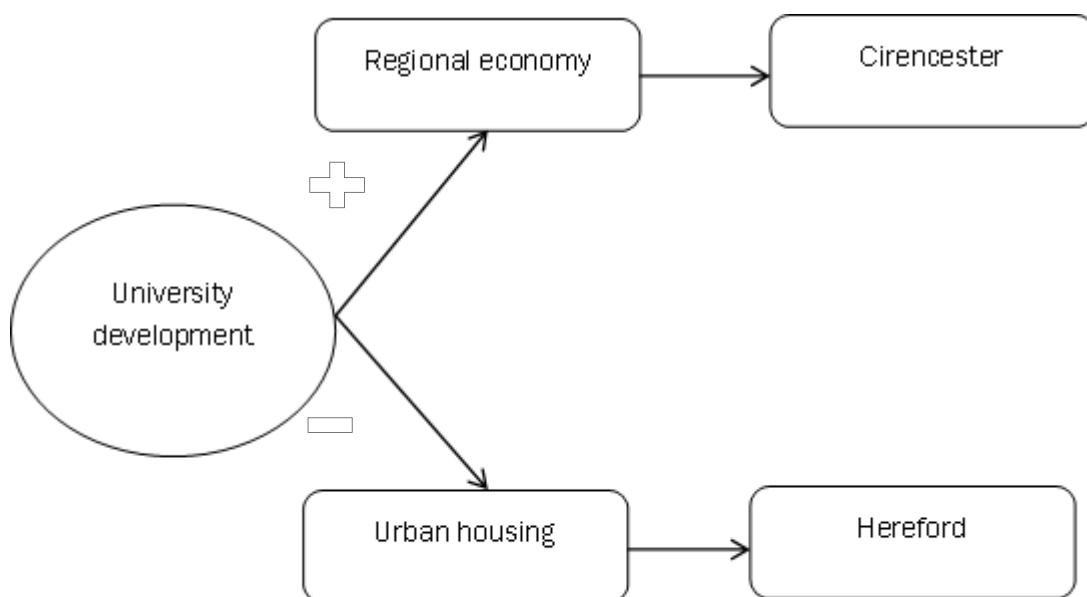 Regional economy
Cirencester
University
development
Urban housing
Hereford